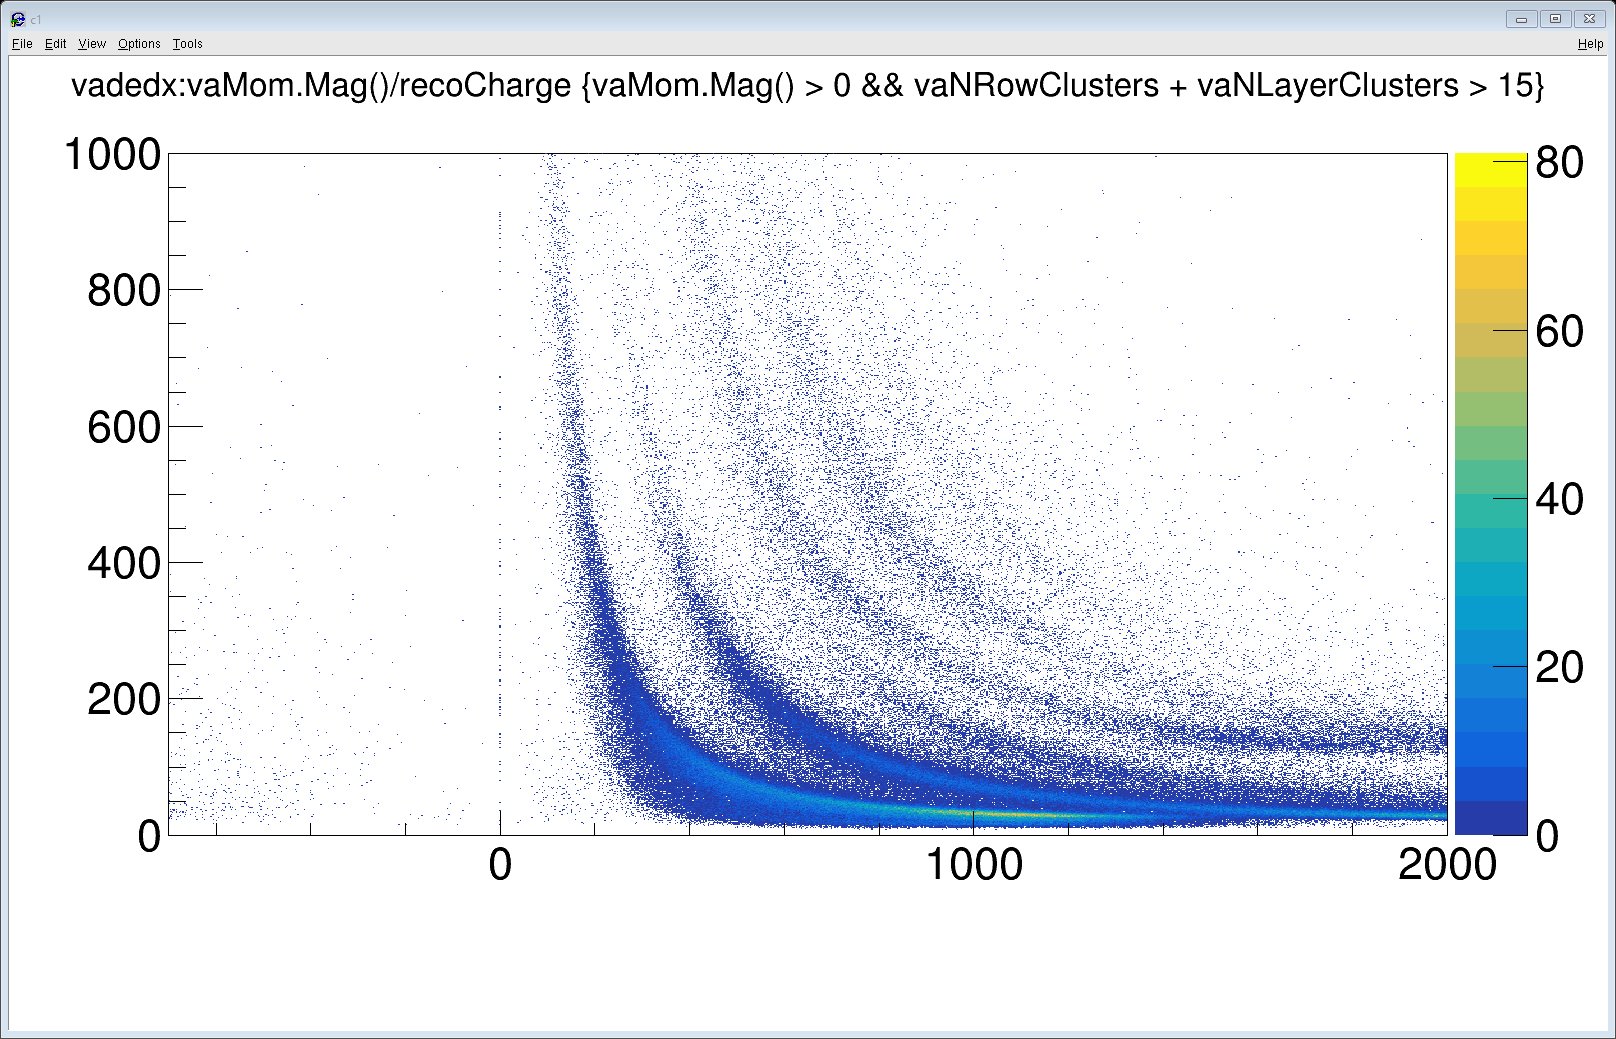 c1
File Edit View Options Tools Help
vadedx:vaMom.Mag()/recoCharge {vaMom.Mag() > 0 && vaNRowClusters + vaNLayerClusters > 15}
1000
800
600
400
200
0
0 1000 2000
80
60
40
20
0